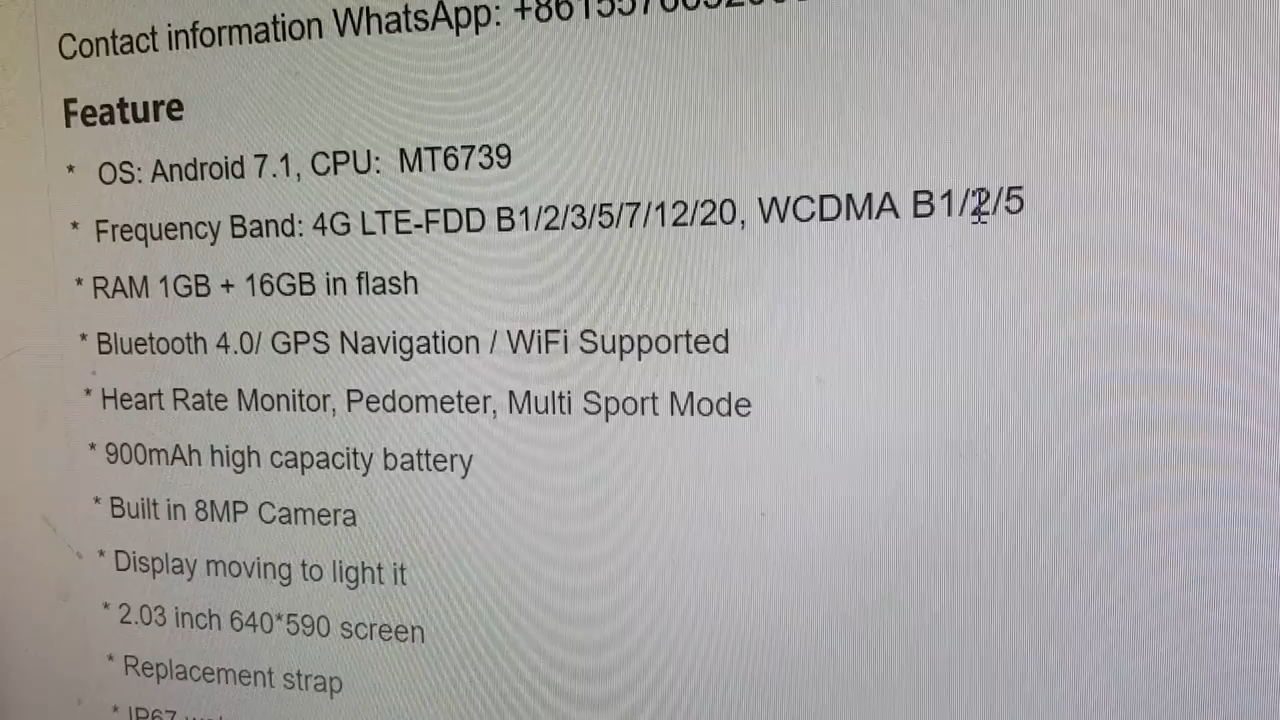 Contact information WhatsApp:
Feature
* OS: Android 7.1, CPU: MT6739
* Frequency Band: 4G LTE-FDD B1/2/3/5/7/12/20, WCDMA B1/2/5
* RAM 1GB + 16GB in flash
* Bluetooth 4.0/ GPS Navigation / WiFi Supported
* Heart Rate Monitor, Pedometer, Multi Sport Mode
* 900mAh high capacity battery
* Built in 8MP Camera
* Display moving to light it
* 2.03 inch 640*590 screen
* Replacement strap
* IP67